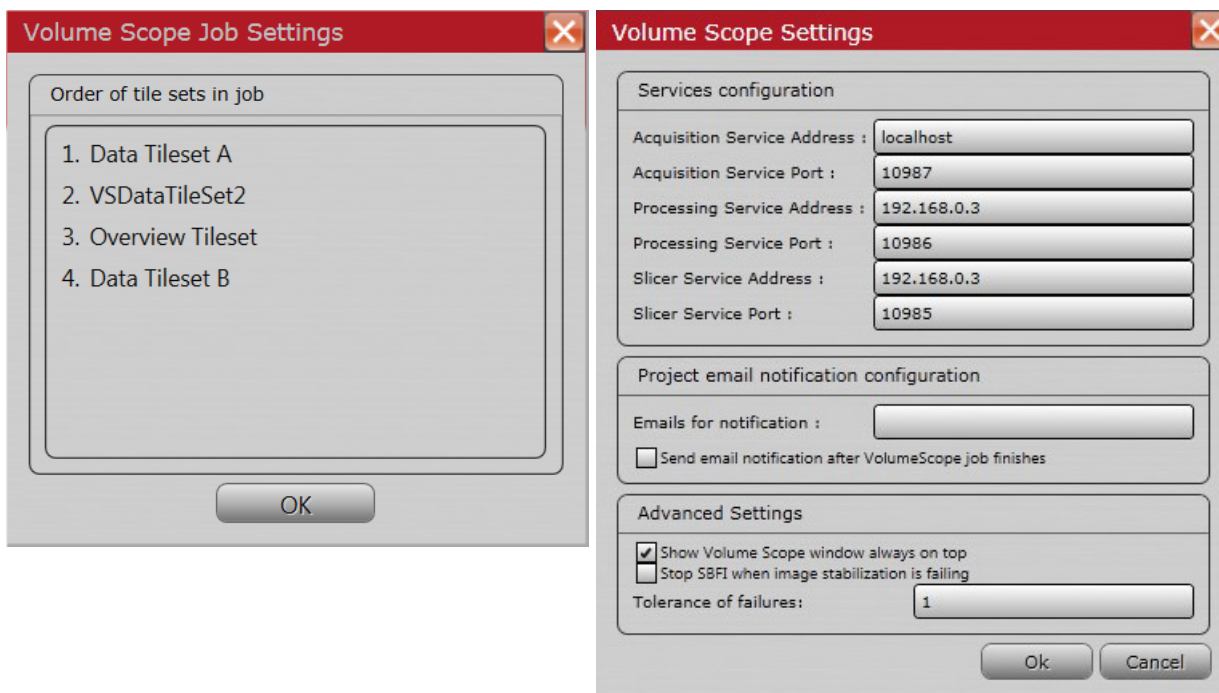 Volume Scope Job Settings
Order of tile sets in job
1. Data Tileset A
2. VSDataTileSet2
3. Overview Tileset
4. Data Tileset B
OK
Volume Scope Settings
Services configuration
Acquisition Service Address : localhost
Acquisition Service Port : 10987
Processing Service Address : 192.168.0.3
Processing Service Port : 10986
Slicer Service Address : 192.168.0.3
Slicer Service Port : 10985
Project email notification configuration
Emails for notification :
Send email notification after VolumeScope job finishes
Advanced Settings
Show Volume Scope window always on top
Stop SBFI when image stabilization is failing
Tolerance of failures: 1
Ok Cancel